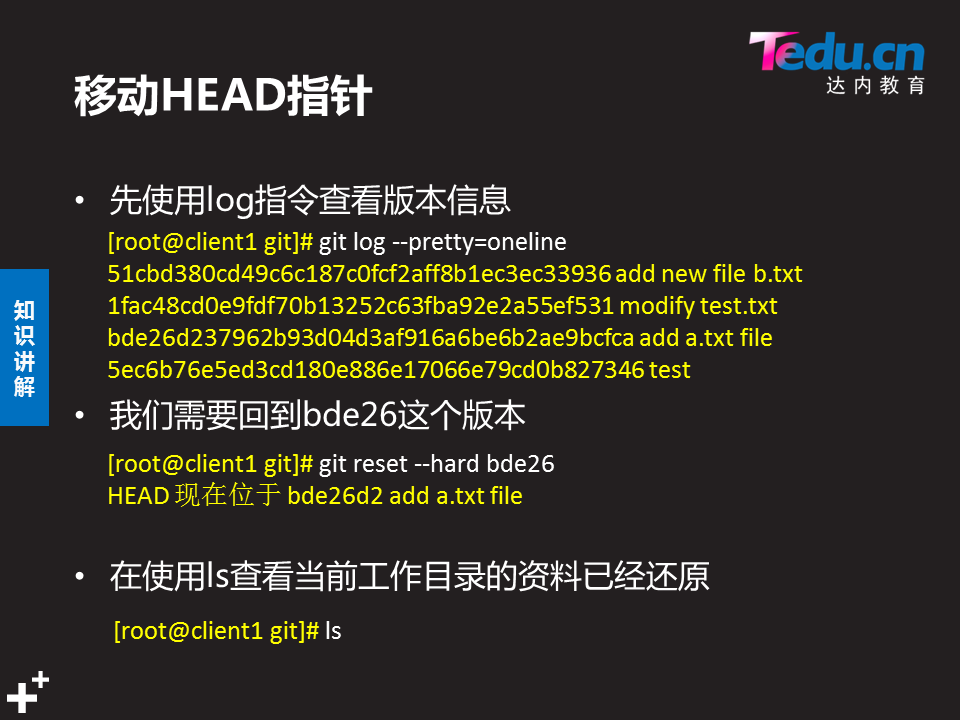 Tedu.cn
达内教育
移动HEAD指针
• 先使用log指令查看版本信息
[root@client1 git]# git log --pretty=oneline
51cbd380cd49c6c187c0fcf2aff8b1ec3ec33936 add new file b.txt
1fac48cd0e9fdf70b13252c63fba92e2a55ef531 modify test.txt
bde26d237962b93d04d3af916a6be6b2ae9bcfca add a.txt file
5ec6b76e5ed3cd180e886e17066e79cd0b827346 test
知识讲解
• 我们需要回到bde26这个版本
[root@client1 git]# git reset --hard bde26
HEAD 现在位于 bde26d2 add a.txt file
• 在使用ls查看当前工作目录的资料已经还原
[root@client1 git]# ls